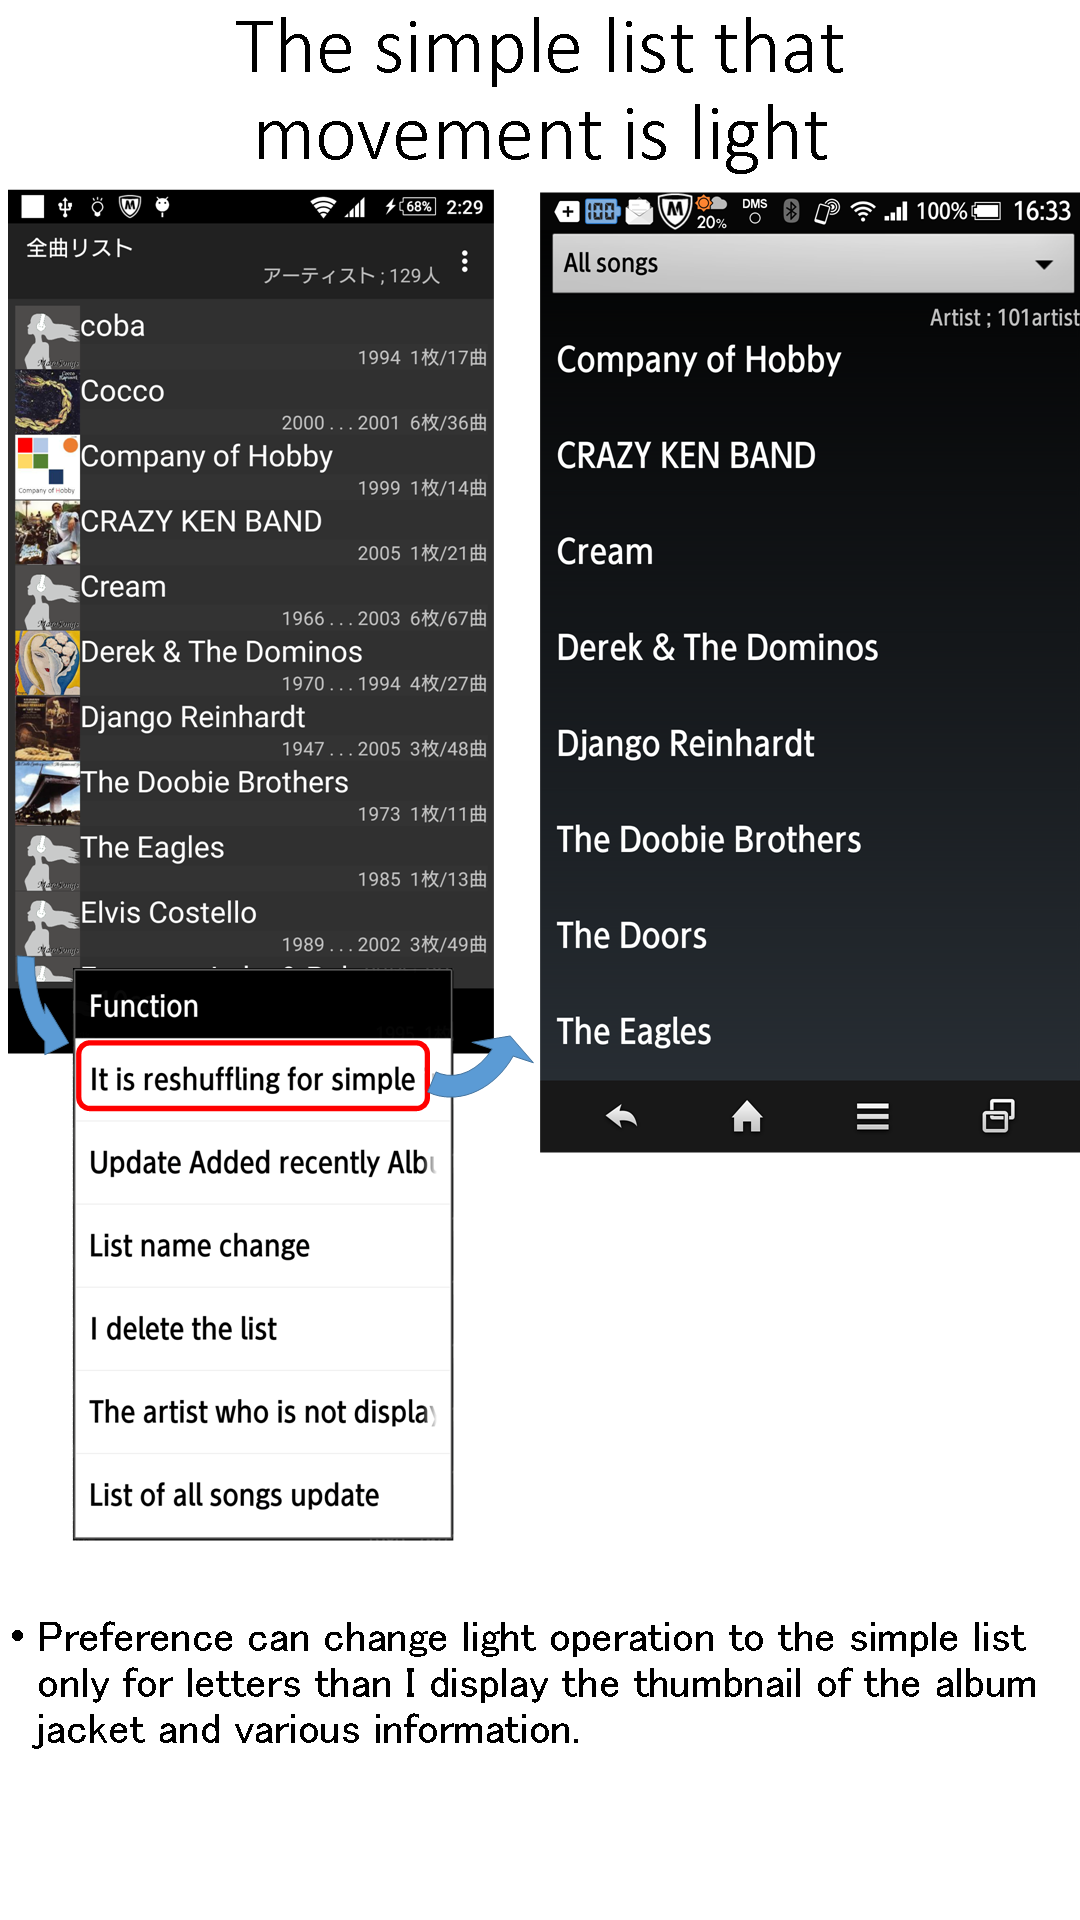 The simple list that
movement is light
68% 2:29
全曲リスト
アーティスト ; 129人
coba
1994 1枚/17曲
Cocco
2000 . . . 2001 6枚/36曲
Company of Hobby
1999 1枚/14曲
CRAZY KEN BAND
2005 1枚/21曲
Cream
1966 . . . 2003 6枚/67曲
Derek & The Dominos
1970 . . . 1994 4枚/27曲
Django Reinhardt
1947 . . . 2005 3枚/48曲
The Doobie Brothers
1973 1枚/11曲
The Eagles
1985 1枚/13曲
Elvis Costello
1989 . . . 2002 3枚/49曲
Function
It is reshuffling for simple
Update Added recently Albu
List name change
I delete the list
The artist who is not display
List of all songs update
100 20% DMS 100% 16:33
All songs
Artist ; 101artist
Company of Hobby
CRAZY KEN BAND
Cream
Derek & The Dominos
Django Reinhardt
The Doobie Brothers
The Doors
The Eagles
• Preference can change light operation to the simple list
only for letters than I display the thumbnail of the album
jacket and various information.